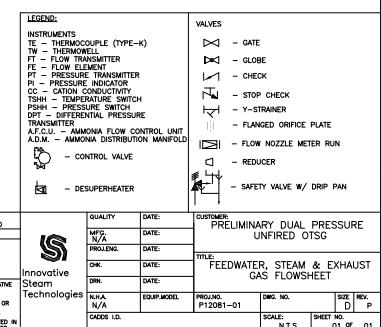 LEGEND:
INSTRUMENTS
TE - THERMOCOUPLE (TYPE-K)
TW - THERMOWELL
FT - FLOW TRANSMITTER
FE - FLOW ELEMENT
PT - PRESSURE TRANSMITTER
PI - PRESSURE INDICATOR
CC - CATION CONDUCTIVITY
TSHH - TEMPERATURE SWITCH
PSHH - PRESSURE SWITCH
DPT - DIFFERENTIAL PRESSURE
TRANSMITTER
A.F.C.U. - AMMONIA FLOW CONTROL UNIT
A.D.M. - AMMONIA DISTRIBUTION MANIFOLD
- CONTROL VALVE
- DESUPERHEATER
VALVES
- GATE
- GLOBE
- CHECK
- STOP CHECK
- Y-STRAINER
- FLANGED ORIFICE PLATE
- FLOW NOZZLE METER RUN
- REDUCER
- SAFETY VALVE W/ DRIP PAN
Innovative
Steam
Technologies
QUALITY DATE:
MFG. DATE:
N/A
PROJ.ENG. DATE:
CHK. DATE:
DRN. DATE:
N.H.A. EQUIP.MODEL
N/A
CADDS I.D.
CUSTOMER:
PRELIMINARY DUAL PRESSURE
UNFIRED OTSG
TITLE:
FEEDWATER, STEAM & EXHAUST
GAS FLOWSHEET
PROJ.NO. DWG. NO. SIZE REV.
P12081-01 D P
SCALE: SHEET NO.
N.T.S. 01 OF 01
OR
ED IN